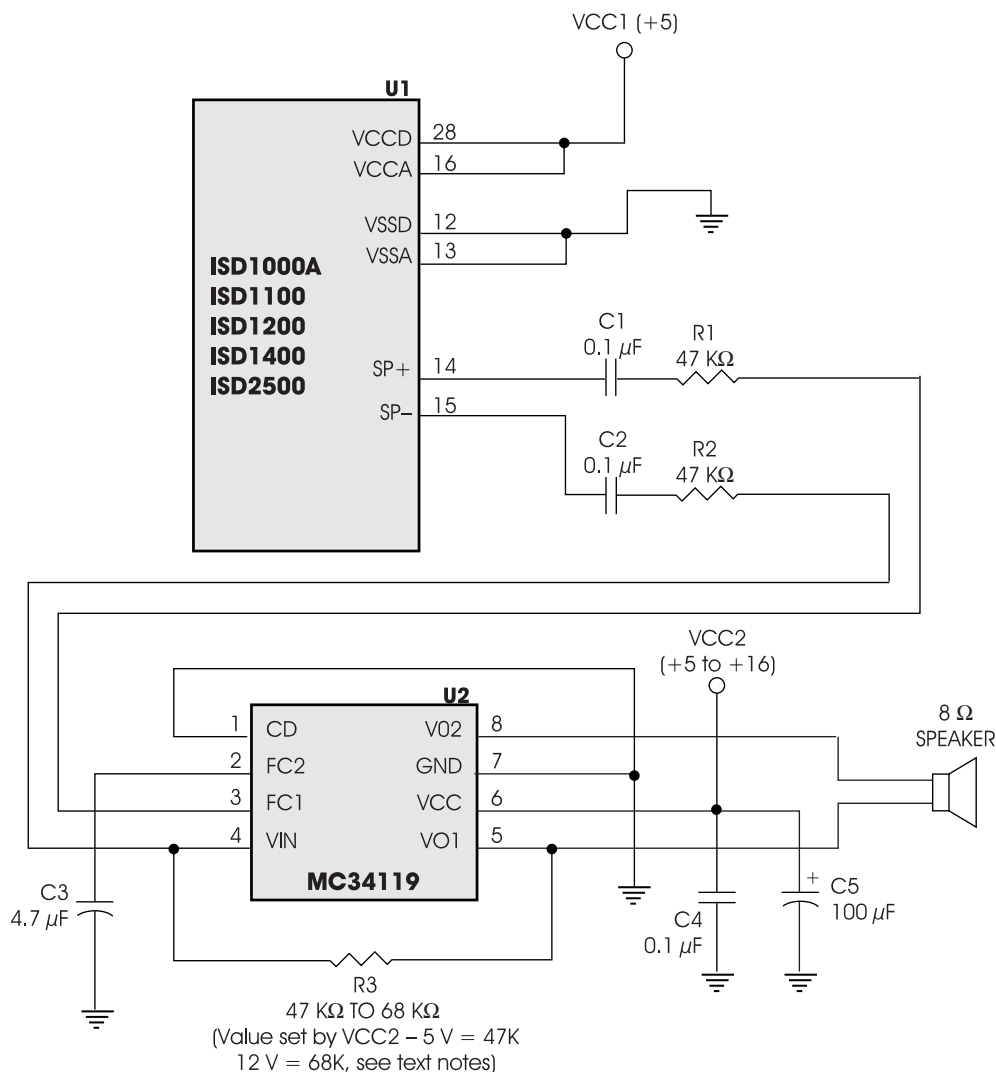 VCC1 (+5)
U1
VCCD 28
VCCA 16
VSSD 12
VSSA 13
ISD1000A
ISD1100
ISD1200
ISD1400
ISD2500
SP+ 14
SP– 15
C1
0.1 µF
R1
47 KΩ
C2
0.1 µF
R2
47 KΩ
VCC2
(+5 to +16)
U2
1 CD V02 8
2 FC2 GND 7
3 FC1 VCC 6
4 VIN VO1 5
MC34119
8 Ω
SPEAKER
C3
4.7 µF
C4
0.1 µF
+ C5
100 µF
R3
47 KΩ TO 68 KΩ
(Value set by VCC2 – 5 V = 47K
12 V = 68K, see text notes)